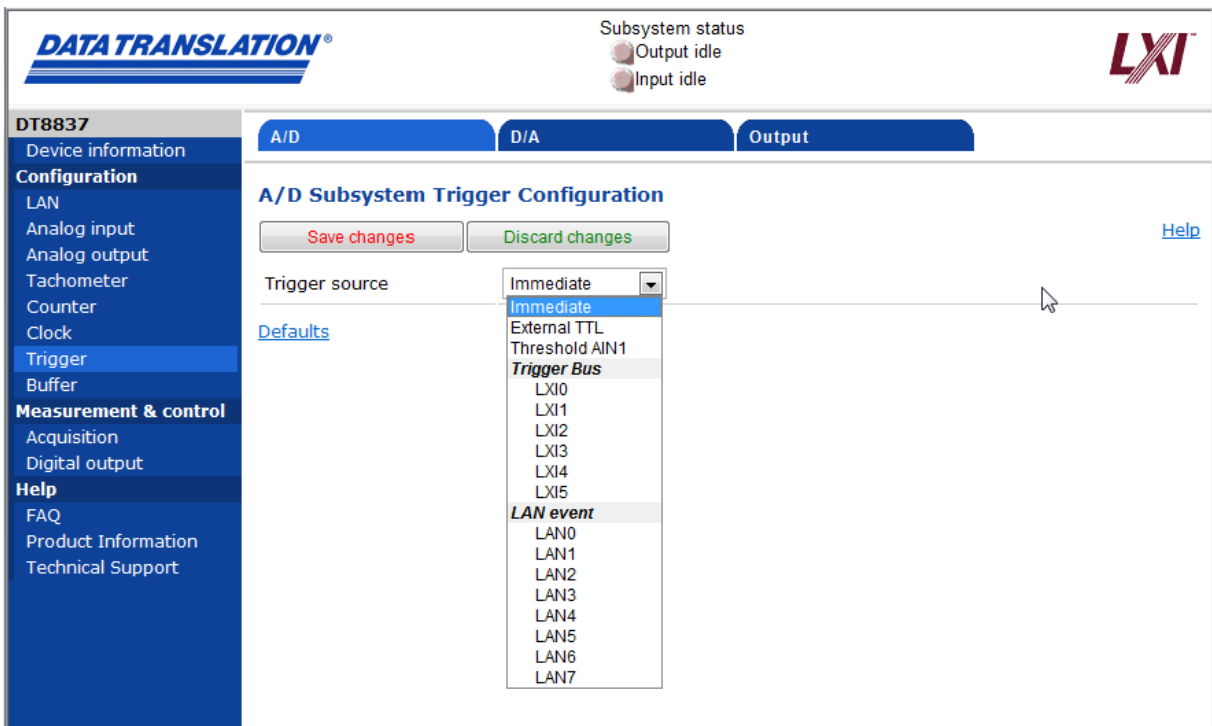 DATA TRANSLATION®
Subsystem status
Output idle
Input idle
LXI™
DT8837
Device information
Configuration
LAN
Analog input
Analog output
Tachometer
Counter
Clock
Trigger
Buffer
Measurement & control
Acquisition
Digital output
Help
FAQ
Product Information
Technical Support
A/D
D/A
Output
A/D Subsystem Trigger Configuration
Save changes
Discard changes
Help
Trigger source
Immediate
Defaults
Immediate
External TTL
Threshold AIN1
Trigger Bus
LXI0
LXI1
LXI2
LXI3
LXI4
LXI5
LAN event
LAN0
LAN1
LAN2
LAN3
LAN4
LAN5
LAN6
LAN7